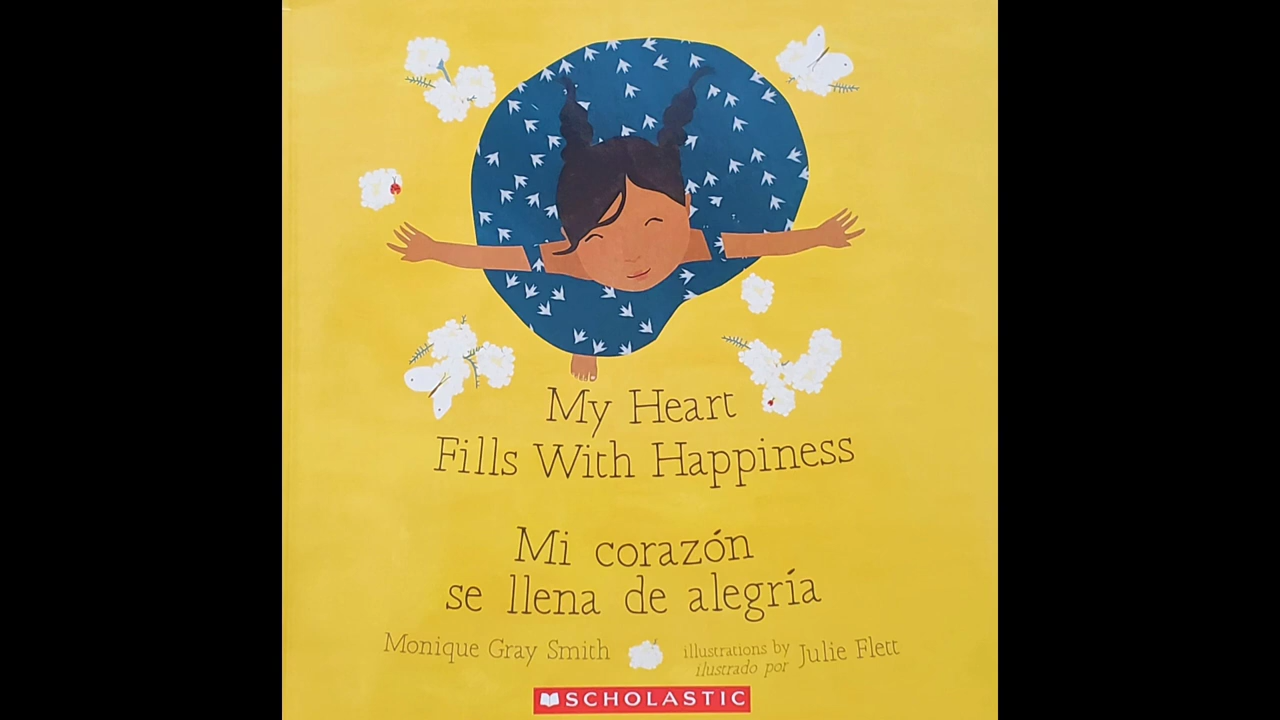 My Heart
Fills With Happiness
Mi corazón
se llena de alegría
Monique Gray Smith
illustrations by
ilustrado por
Julie Flett
SCHOLASTIC